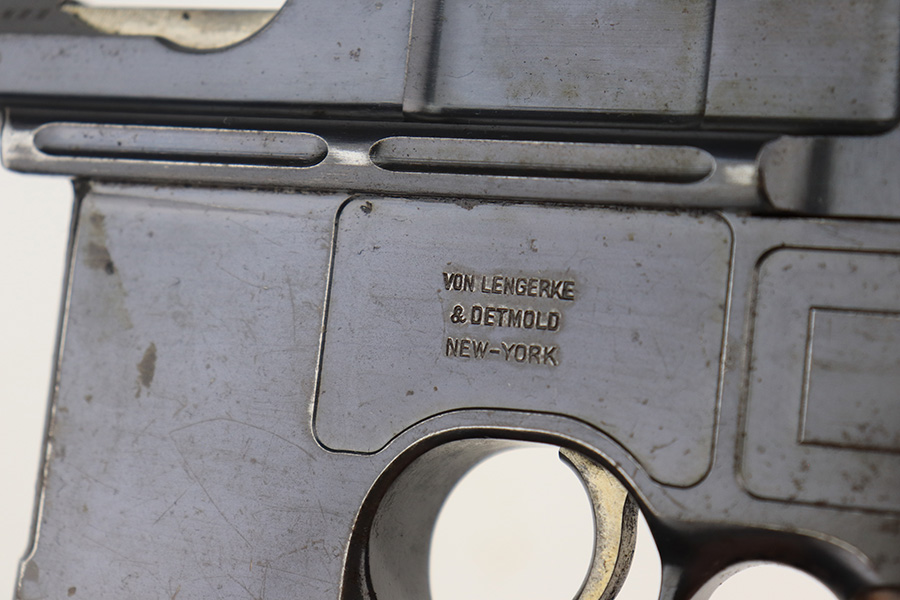 VON LENGERKE
& DETMOLD
NEW-YORK